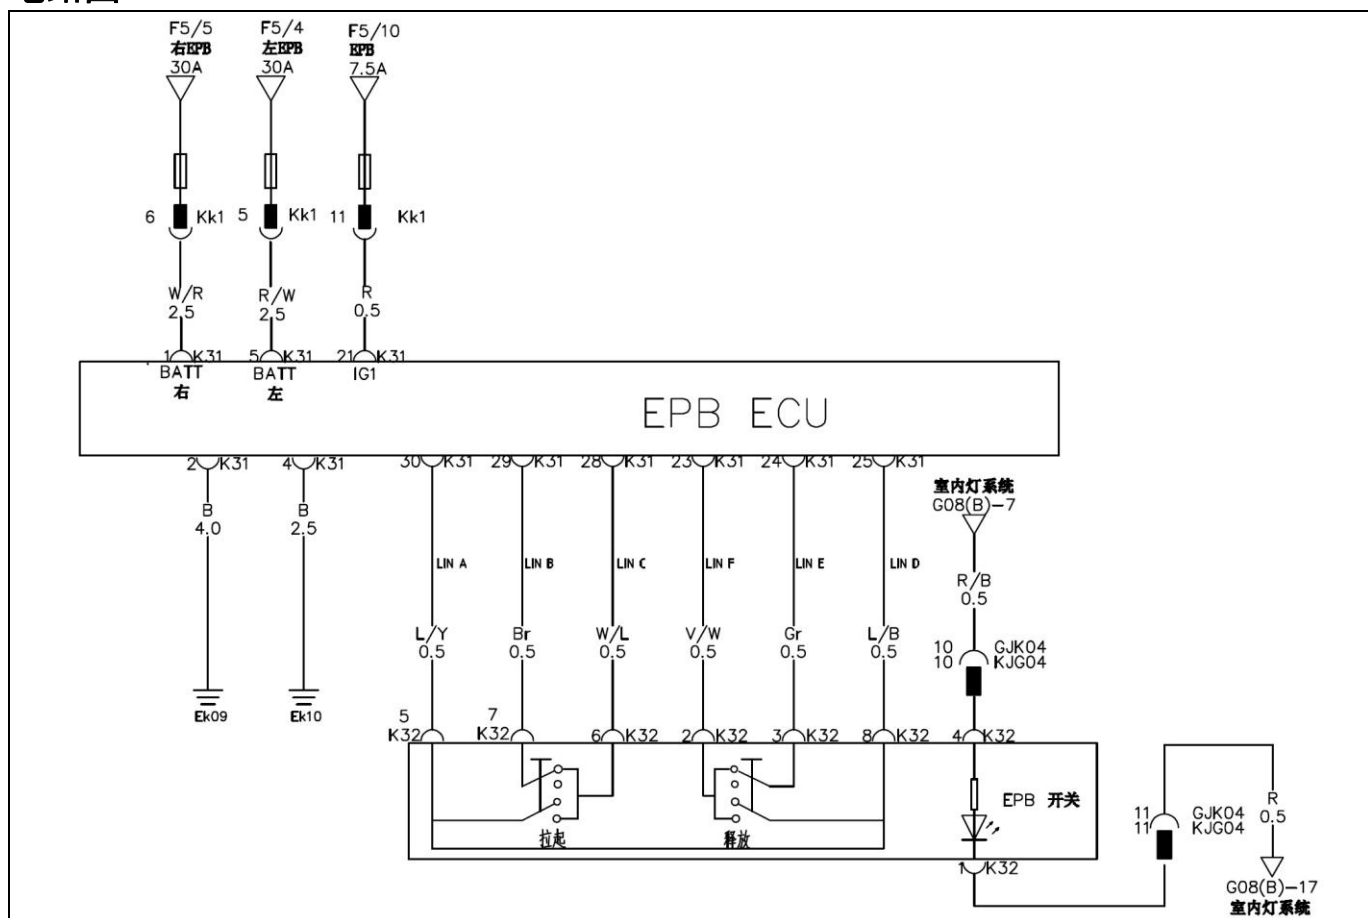 F5/5
右EPB
30A
F5/4
左EPB
30A
F5/10
EPB
7.5A
6 Kk1
5 Kk1
11 Kk1
W/R
2.5
R/W
2.5
R
0.5
1 K31
BATT
右
5 K31
BATT
左
21 K31
IG1
EPB ECU
2 K31
4 K31
30 K31
29 K31
28 K31
23 K31
24 K31
25 K31
室内灯系统
G08(B)-7
B
4.0
B
2.5
LIN A
LIN B
LIN C
LIN F
LIN E
LIN D
R/B
0.5
L/Y
0.5
Br
0.5
W/L
0.5
V/W
0.5
Gr
0.5
L/B
0.5
10 GJK04
10 KJG04
Ek09
Ek10
5
K32
7
K32
6 K32
2 K32
3 K32
8 K32
4 K32
拉起
释放
EPB 开关
1 K32
11 GJK04
11 KJG04
R
0.5
G08(B)-17
室内灯系统